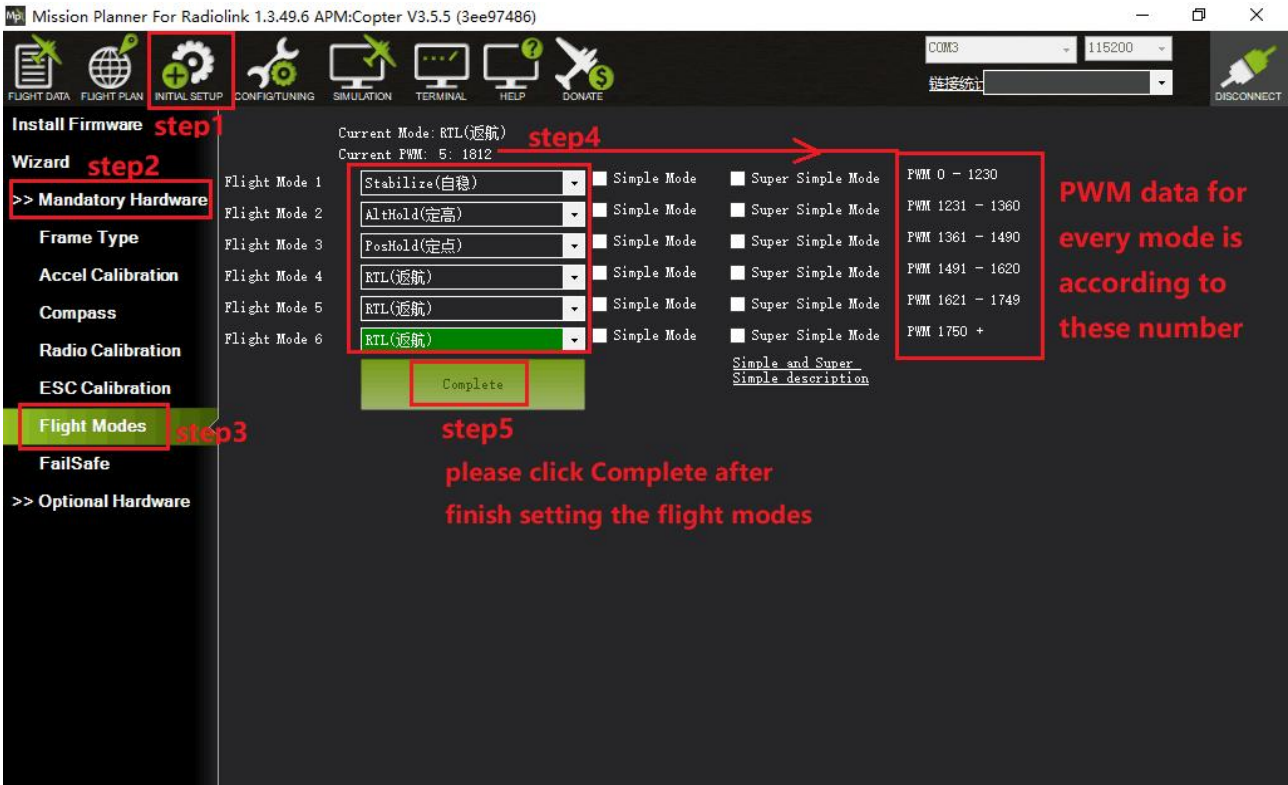 Mission Planner For Radiolink 1.3.49.6 APM:Copter V3.5.5 (3ee97486)
FLIGHT DATA FLIGHT PLAN INITIAL SETUP CONFIG/TUNING SIMULATION TERMINAL HELP DONATE
COM3 115200
链接统计
DISCONNECT
Install Firmware step1
Wizard step2
>> Mandatory Hardware
Frame Type
Accel Calibration
Compass
Radio Calibration
ESC Calibration
Flight Modes step3
FailSafe
>> Optional Hardware
Current Mode: RTL(返航) step4
Current PWM: 5: 1812
Flight Mode 1 Stabilize(自稳) Simple Mode Super Simple Mode PWM 0 - 1230
Flight Mode 2 AltHold(定高) Simple Mode Super Simple Mode PWM 1231 - 1360
Flight Mode 3 PosHold(定点) Simple Mode Super Simple Mode PWM 1361 - 1490
Flight Mode 4 RTL(返航) Simple Mode Super Simple Mode PWM 1491 - 1620
Flight Mode 5 RTL(返航) Simple Mode Super Simple Mode PWM 1621 - 1749
Flight Mode 6 RTL(返航) Simple Mode Super Simple Mode PWM 1750 +
PWM data for
every mode is
according to
these number
Simple and Super
Simple description
Complete
step5
please click Complete after
finish setting the flight modes